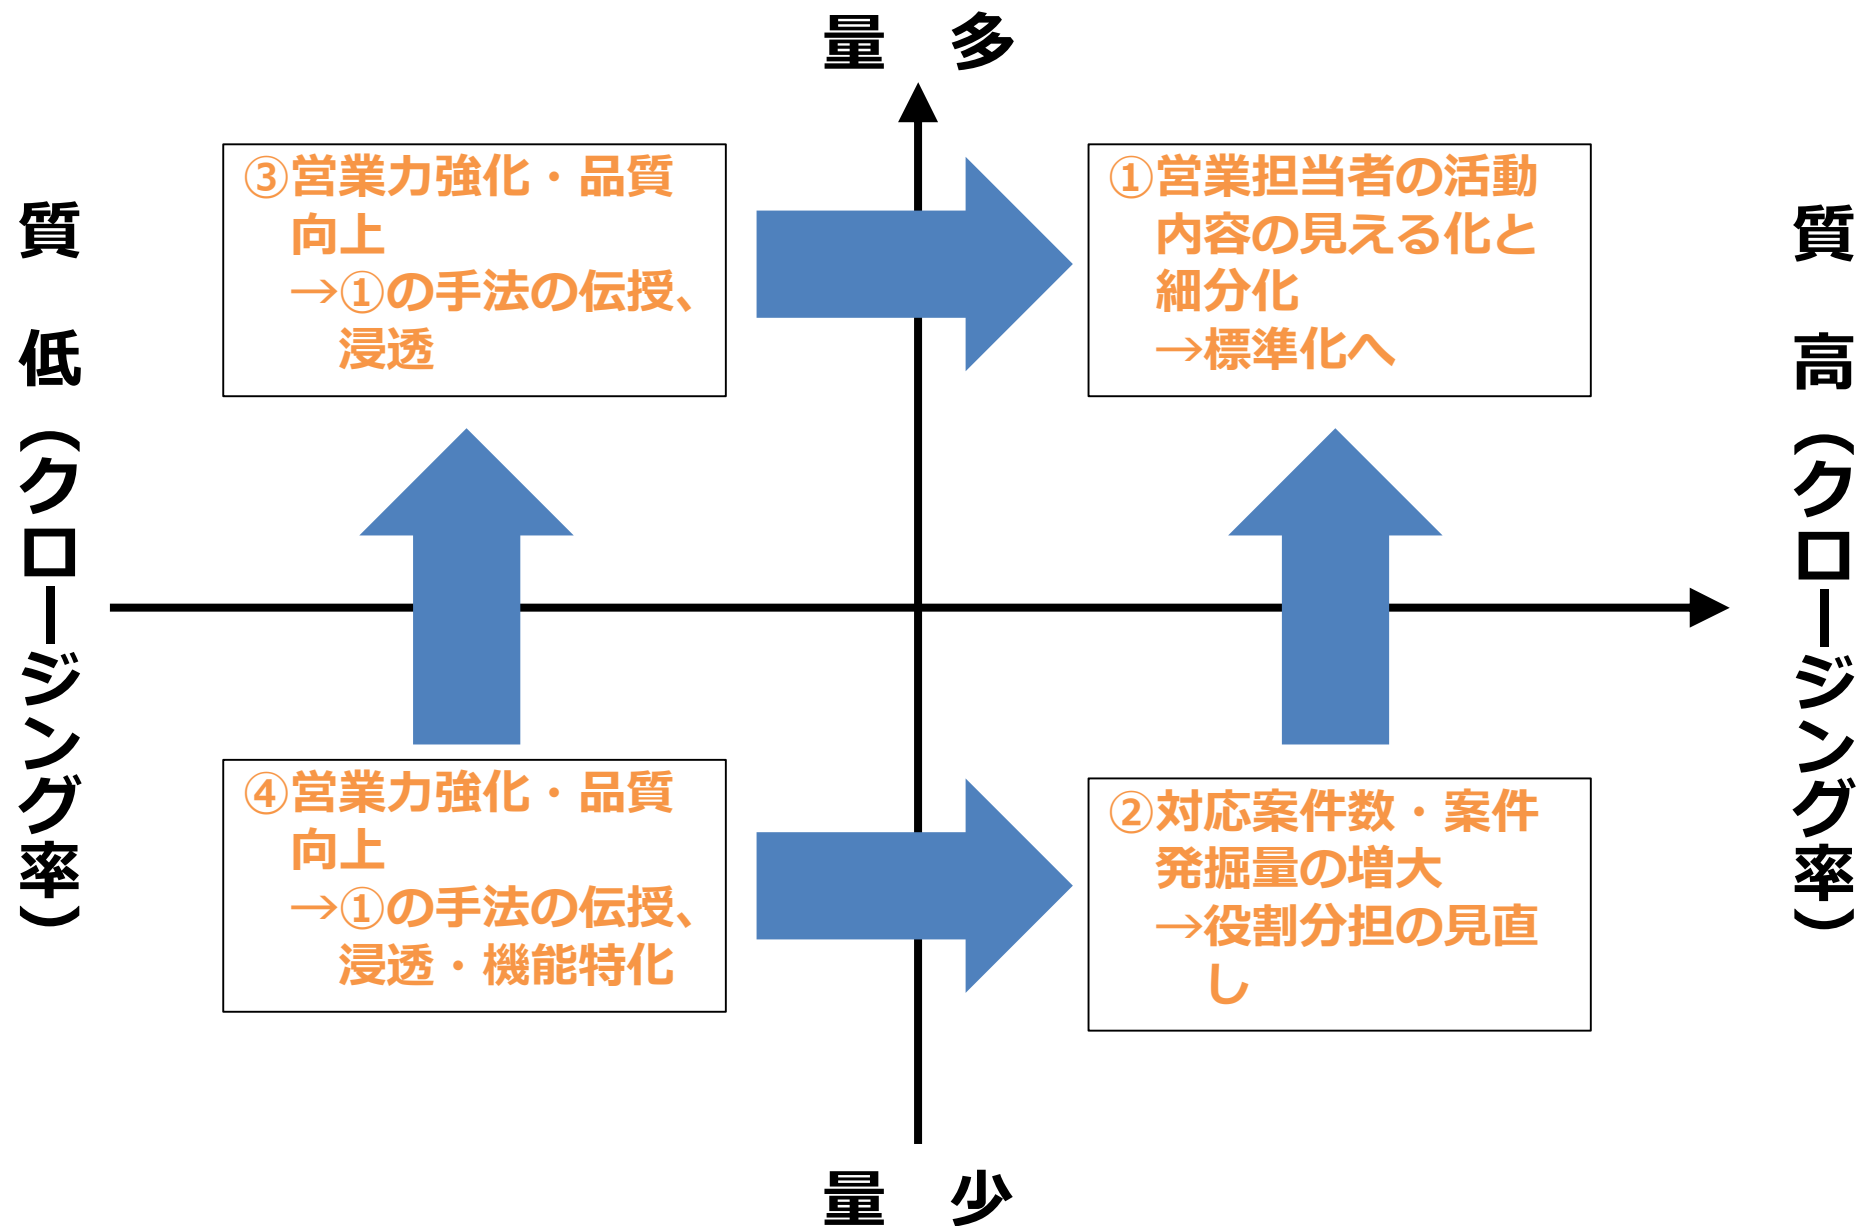 量　多
質　低（クロージング率）
③営業力強化・品質
向上
→①の手法の伝授、
浸透
①営業担当者の活動
内容の見える化と
細分化
→標準化へ
質　高（クロージング率）
④営業力強化・品質
向上
→①の手法の伝授、
浸透・機能特化
②対応案件数・案件
発掘量の増大
→役割分担の見直
し
量　少